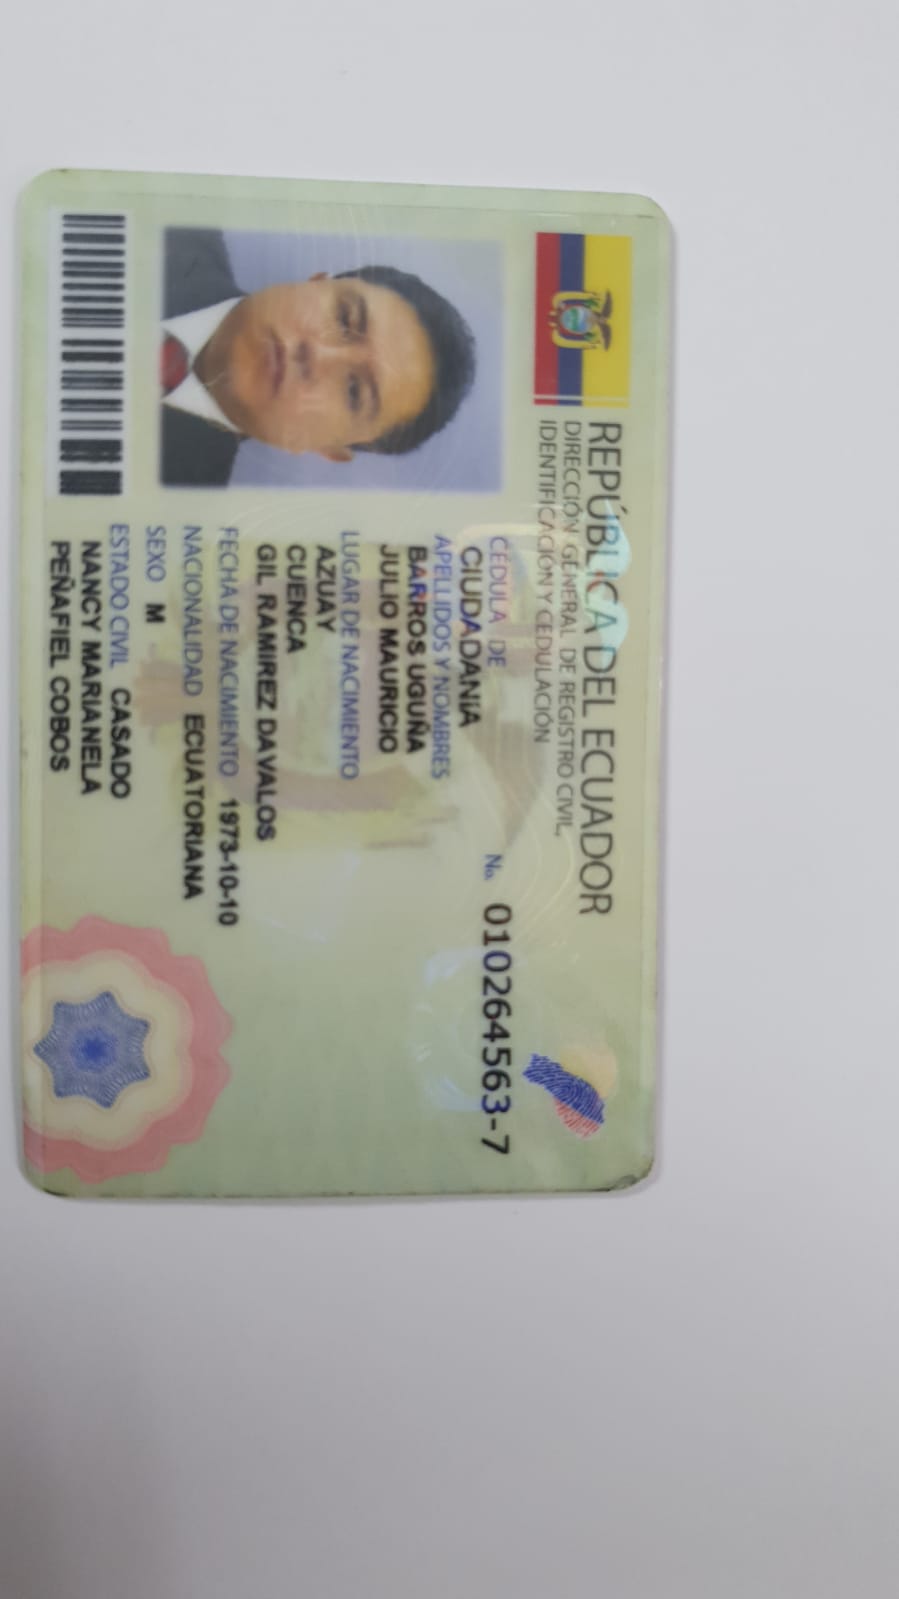 REPÚBLICA DEL ECUADOR
DIRECCIÓN GENERAL DE REGISTRO CIVIL,
IDENTIFICACIÓN Y CEDULACIÓN
CÉDULA DE No. 010264563-7
CIUDADANÍA
APELLIDOS Y NOMBRES
BARROS UGUÑA
JULIO MAURICIO
LUGAR DE NACIMIENTO
AZUAY
CUENCA
GIL RAMIREZ DAVALOS
FECHA DE NACIMIENTO 1973-10-10
NACIONALIDAD ECUATORIANA
SEXO M
ESTADO CIVIL CASADO
NANCY MARIANELA
PEÑAFIEL COBOS